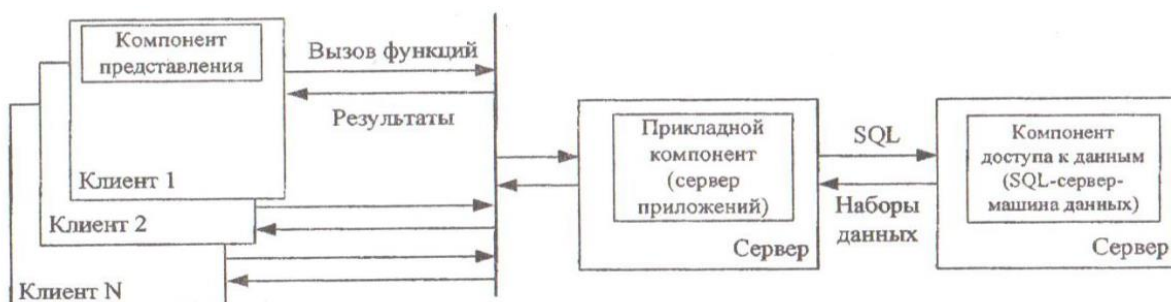 Компонент
представления
Вызов функций
Результаты
Клиент 1
Клиент 2
Клиент N
Прикладной
компонент
(сервер
приложений)
Сервер
SQL
Наборы
данных
Компонент
доступа к данным
(SQL-сервер-
машина данных)
Сервер